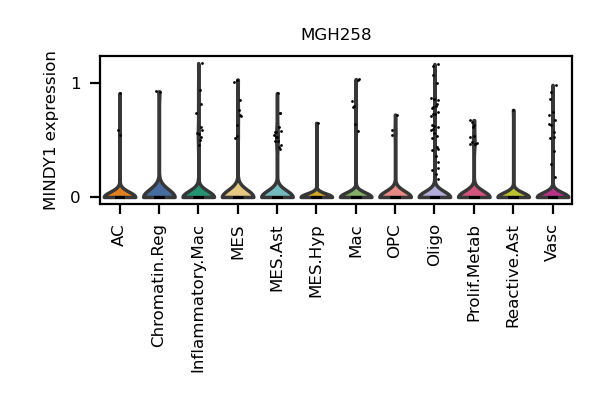 MGH258
MINDY1 expression
1
0
AC
Chromatin.Reg
Inflammatory.Mac
MES
MES.Ast
MES.Hyp
Mac
OPC
Oligo
Prolif.Metab
Reactive.Ast
Vasc